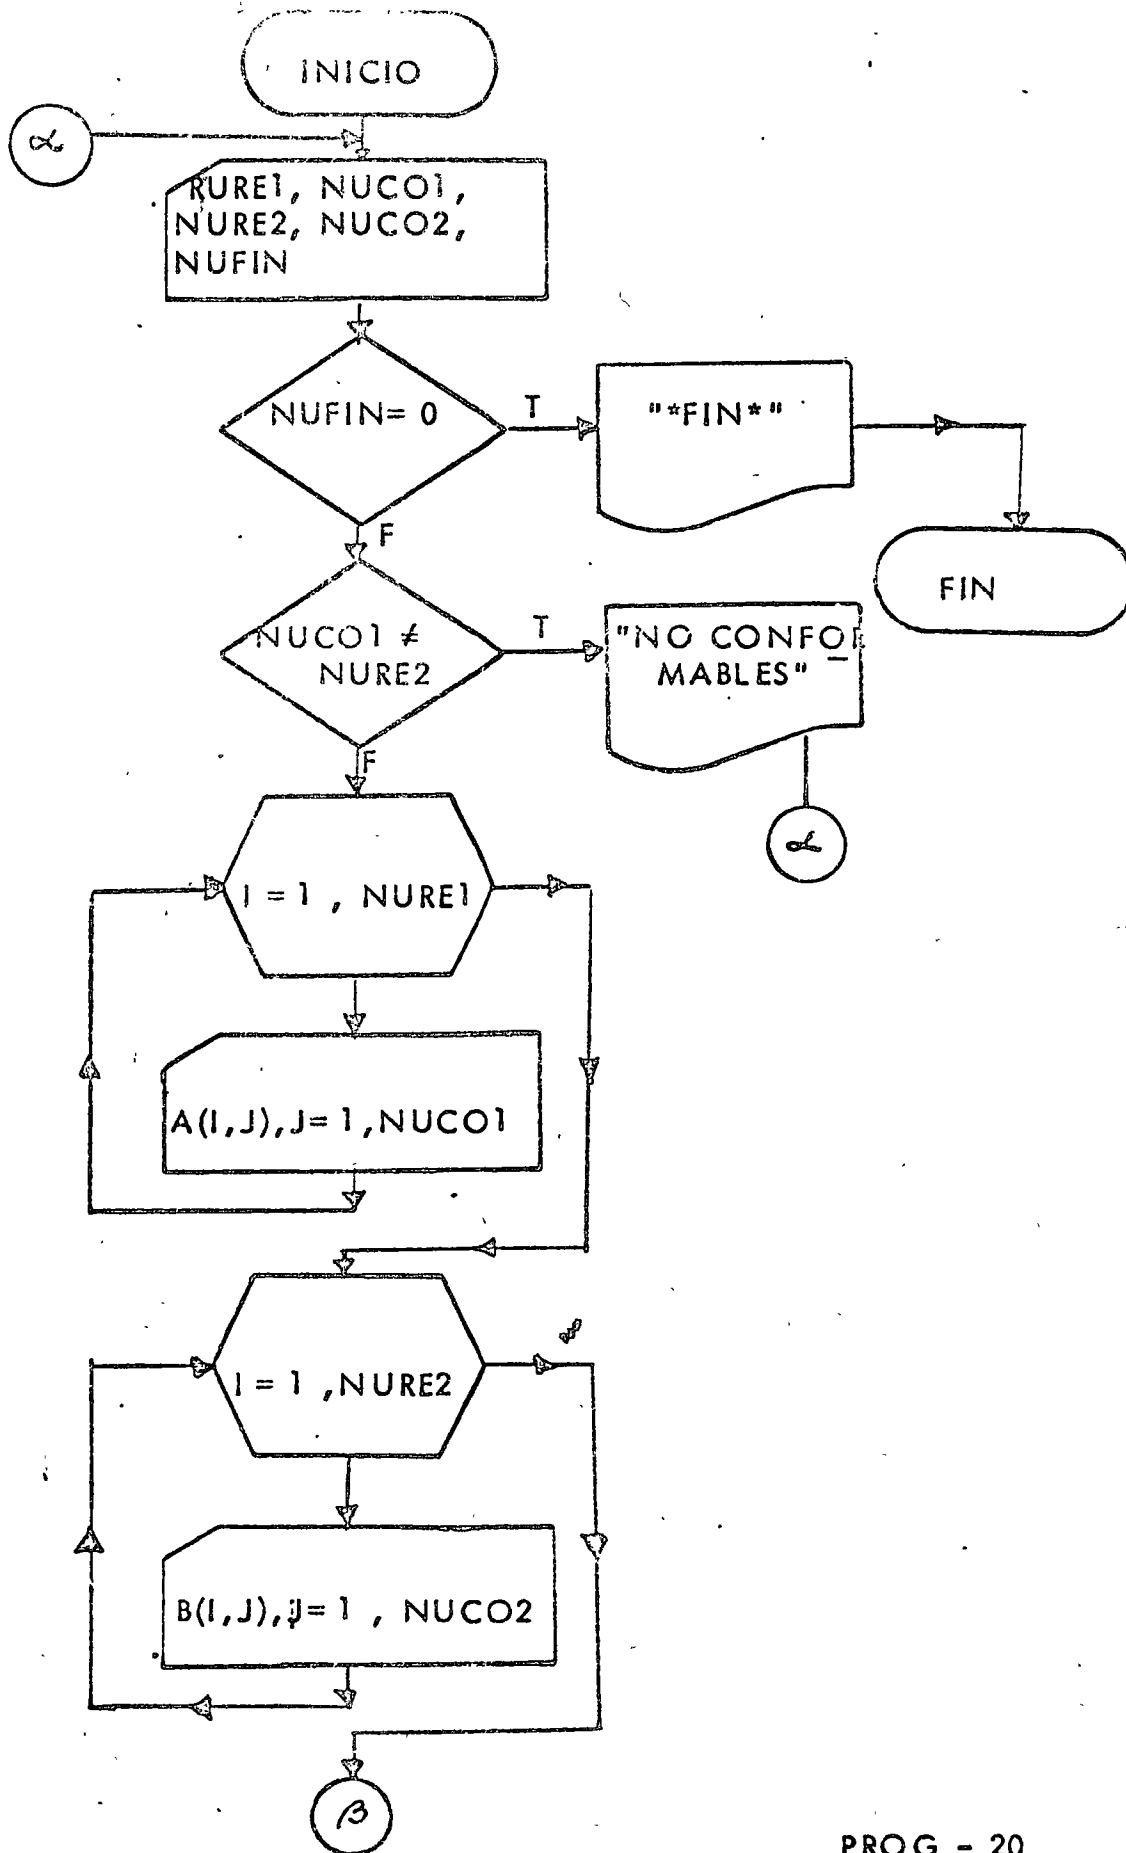 INICIO
α
RURE1, NUCO1,
NURE2, NUCO2,
NUFIN
NUFIN= 0
T
"*FIN*"
F
FIN
NUCO1 ≠
NURE2
T
"NO CONFOR
MABLES"
F
α
I = 1 , NURE1
A(I,J),J= 1,NUCO1
I = 1 ,NURE2
B(I,J),J= 1 , NUCO2
β
PROG - 20